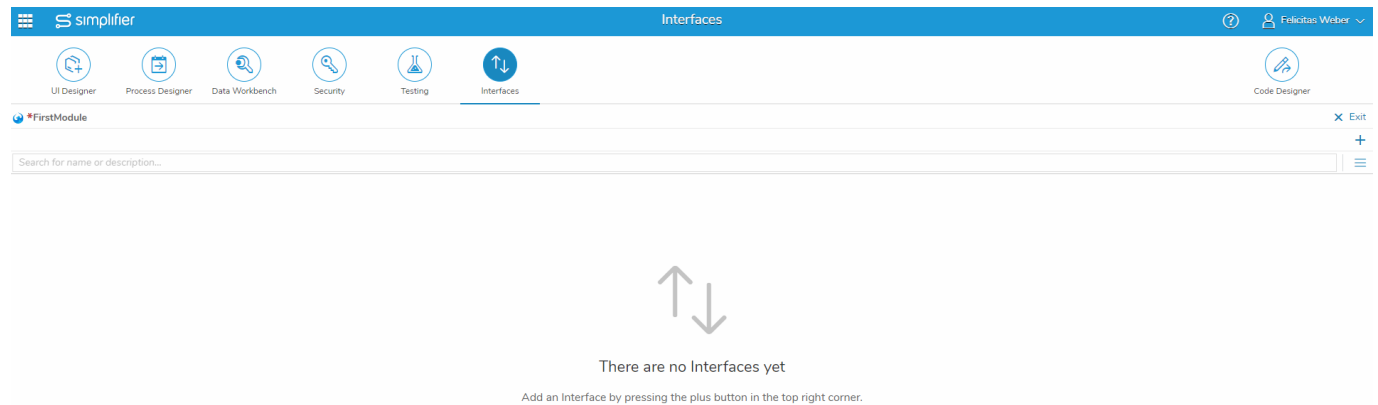 simplifier Interfaces Felicitas Weber
UI Designer Process Designer Data Workbench Security Testing Interfaces Code Designer
*FirstModule Exit
Search for name or description...
There are no Interfaces yet
Add an Interface by pressing the plus button in the top right corner.